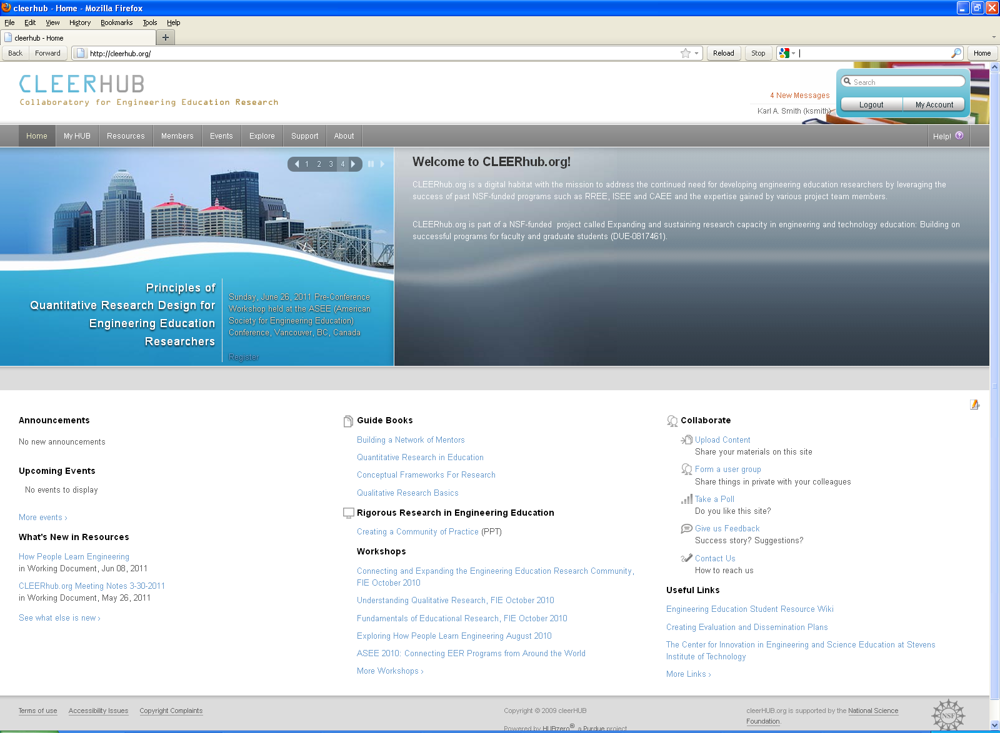 cleerhub - Home - Mozilla Firefox
File Edit View History Bookmarks Tools Help
cleerhub - Home
Back Forward http://cleerhub.org/ Reload Stop Home
CLEERHUB
Collaboratory for Engineering Education Research
Search
4 New Messages
Logout My Account
Karl A. Smith (ksmith)
Home My HUB Resources Members Events Explore Support About Help!
1 2 3 4
Principles of
Quantitative Research Design for
Engineering Education
Researchers
Sunday, June 26, 2011 Pre-Conference
Workshop held at the ASEE (American
Society for Engineering Education)
Conference, Vancouver, BC, Canada
Register
Welcome to CLEERhub.org!
CLEERhub.org is a digital habitat with the mission to address the continued need for developing engineering education researchers by leveraging the
success of past NSF-funded programs such as RREE, ISEE and CAEE and the expertise gained by various project team members.
CLEERhub.org is part of a NSF-funded project called Expanding and sustaining research capacity in engineering and technology education: Building on
successful programs for faculty and graduate students (DUE-0817461).
Announcements
No new announcements
Upcoming Events
No events to display
More events ›
What's New in Resources
How People Learn Engineering
in Working Document, Jun 08, 2011
CLEERhub.org Meeting Notes 3-30-2011
in Working Document, May 26, 2011
See what else is new ›
Guide Books
Building a Network of Mentors
Quantitative Research in Education
Conceptual Frameworks For Research
Qualitative Research Basics
Rigorous Research in Engineering Education
Creating a Community of Practice (PPT)
Workshops
Connecting and Expanding the Engineering Education Research Community,
FIE October 2010
Understanding Qualitative Research, FIE October 2010
Fundamentals of Educational Research, FIE October 2010
Exploring How People Learn Engineering August 2010
ASEE 2010: Connecting EER Programs from Around the World
More Workshops ›
Collaborate
Upload Content
Share your materials on this site
Form a user group
Share things in private with your colleagues
Take a Poll
Do you like this site?
Give us Feedback
Success story? Suggestions?
Contact Us
How to reach us
Useful Links
Engineering Education Student Resource Wiki
Creating Evaluation and Dissemination Plans
The Center for Innovation in Engineering and Science Education at Stevens
Institute of Technology
More Links ›
Terms of use Accessibility Issues Copyright Complaints
Copyright © 2009 cleerHUB
Powered by HUBzero®, a Purdue project
cleerHUB.org is supported by the National Science
Foundation.
NSF